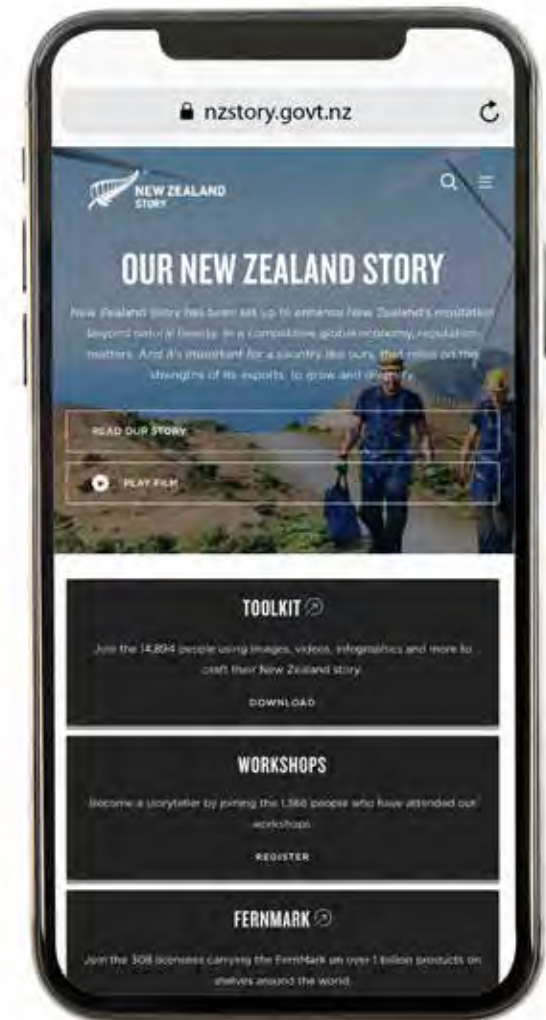 nzstory.govt.nz
NEW ZEALAND
STORY
OUR NEW ZEALAND STORY
New Zealand Story has been set up to enhance New Zealand's reputation
beyond natural beauty. In a competitive global economy, reputation
matters. And it's important for a country like ours, that relies on the
strengths of its exports, to grow and diversify.
READ OUR STORY
PLAY FILM
TOOLKIT
Join the 14,894 people using images, videos, infographics and more to
craft their New Zealand story.
DOWNLOAD
WORKSHOPS
Become a storyteller by joining the people who have attended our
workshops.
REGISTER
FERNMARK
Join the 308 licensees carrying the FernMark on over 1 billion products on
shelves around the world.